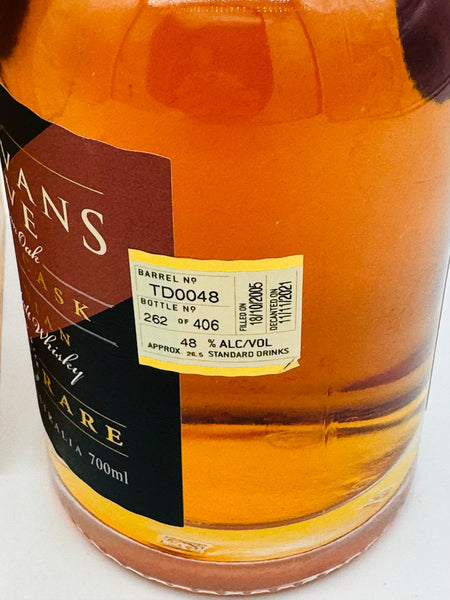 VANS
VE
Oak
ASK
IAN
Whisky
RARE
RALIA 700ml
BARREL Nº
TD0048
BOTTLE Nº
262 OF 406
FILLED ON
18/10/2005
DECANTED ON
11/11/2021
48 % ALC/VOL
APPROX 26.5 STANDARD DRINKS